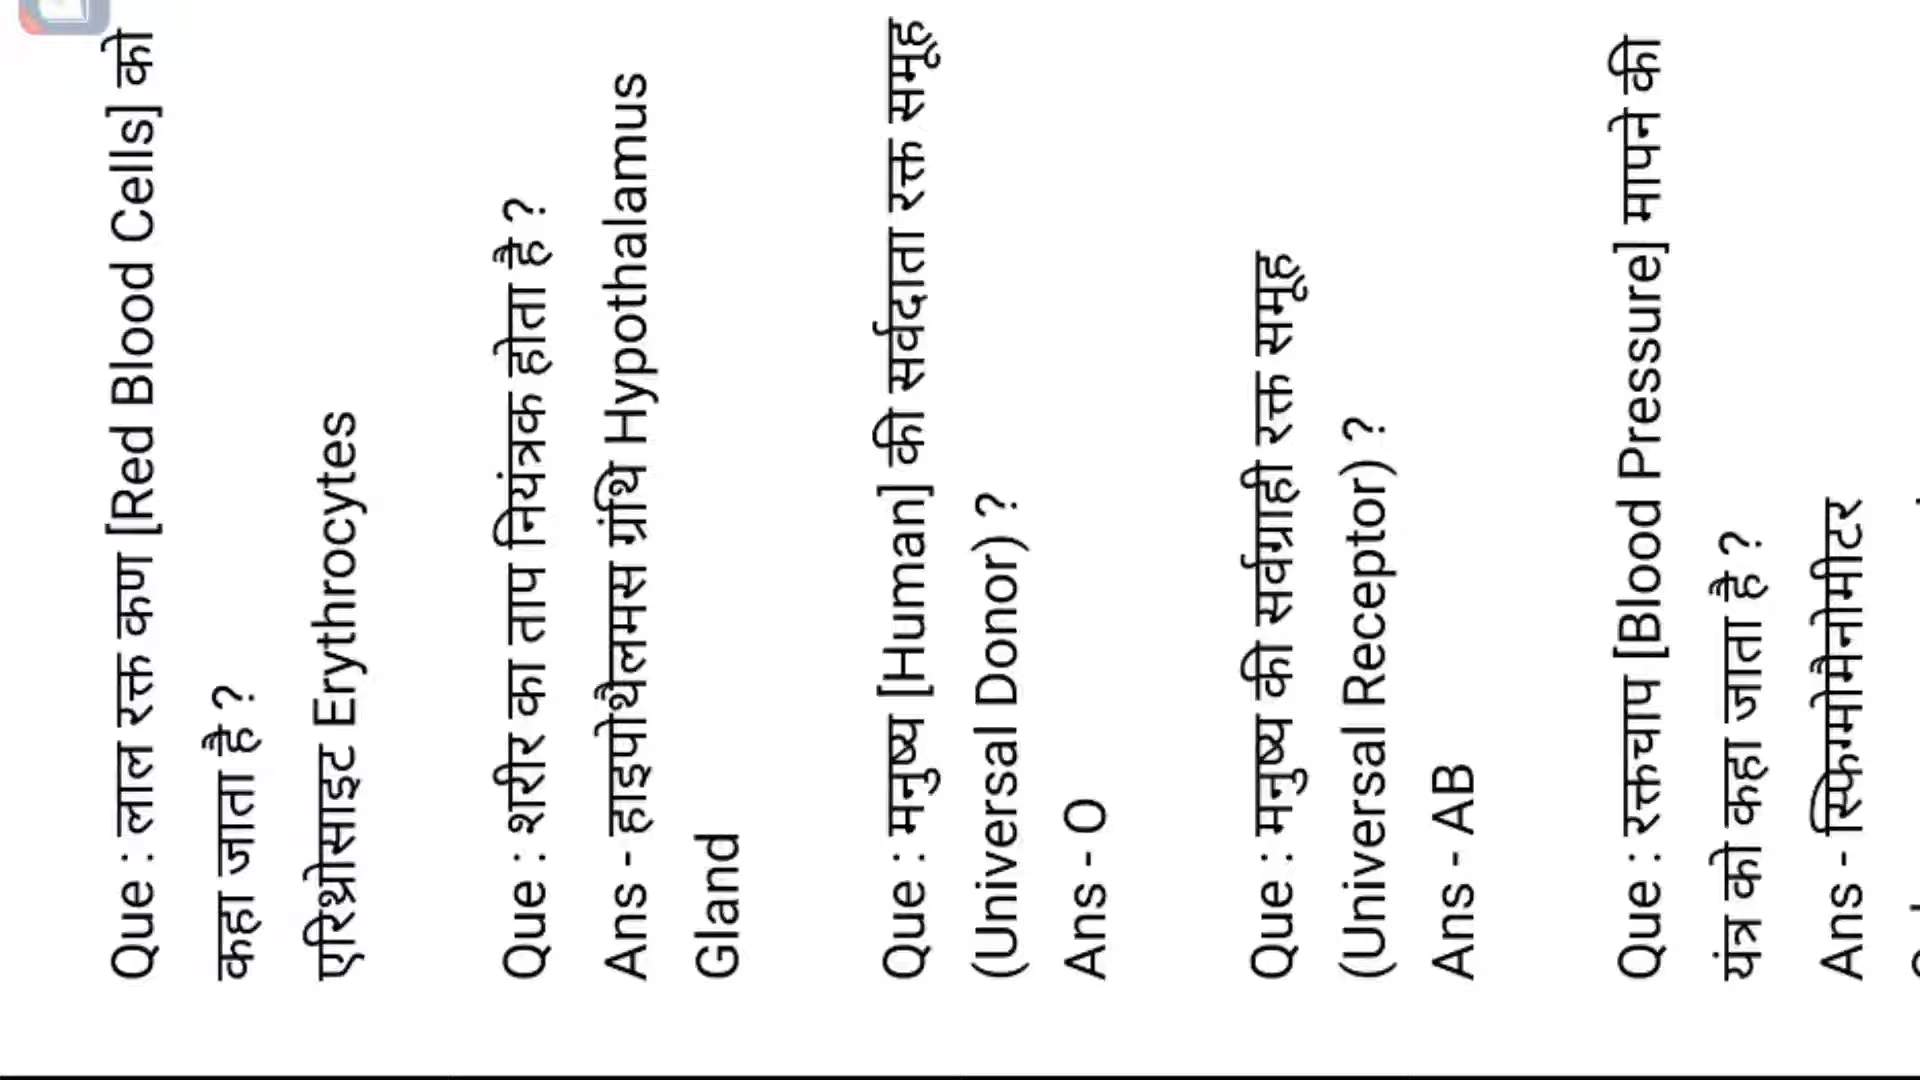 Que : लाल रक्त कण [Red Blood Cells] को
कहा जाता है ?
एरिथ्रोसाइट Erythrocytes
Que : शरीर का ताप नियंत्रक होता है ?
Ans - हाइपोथैलमस ग्रंथि Hypothalamus
Gland
Que : मनुष्य [Human] की सर्वदाता रक्त समूह
(Universal Donor) ?
Ans - O
Que : मनुष्य की सर्वग्राही रक्त समूह
(Universal Receptor) ?
Ans - AB
Que : रक्तचाप [Blood Pressure] मापने की
यंत्र को कहा जाता है ?
Ans - स्फिग्मोमैनोमीटर